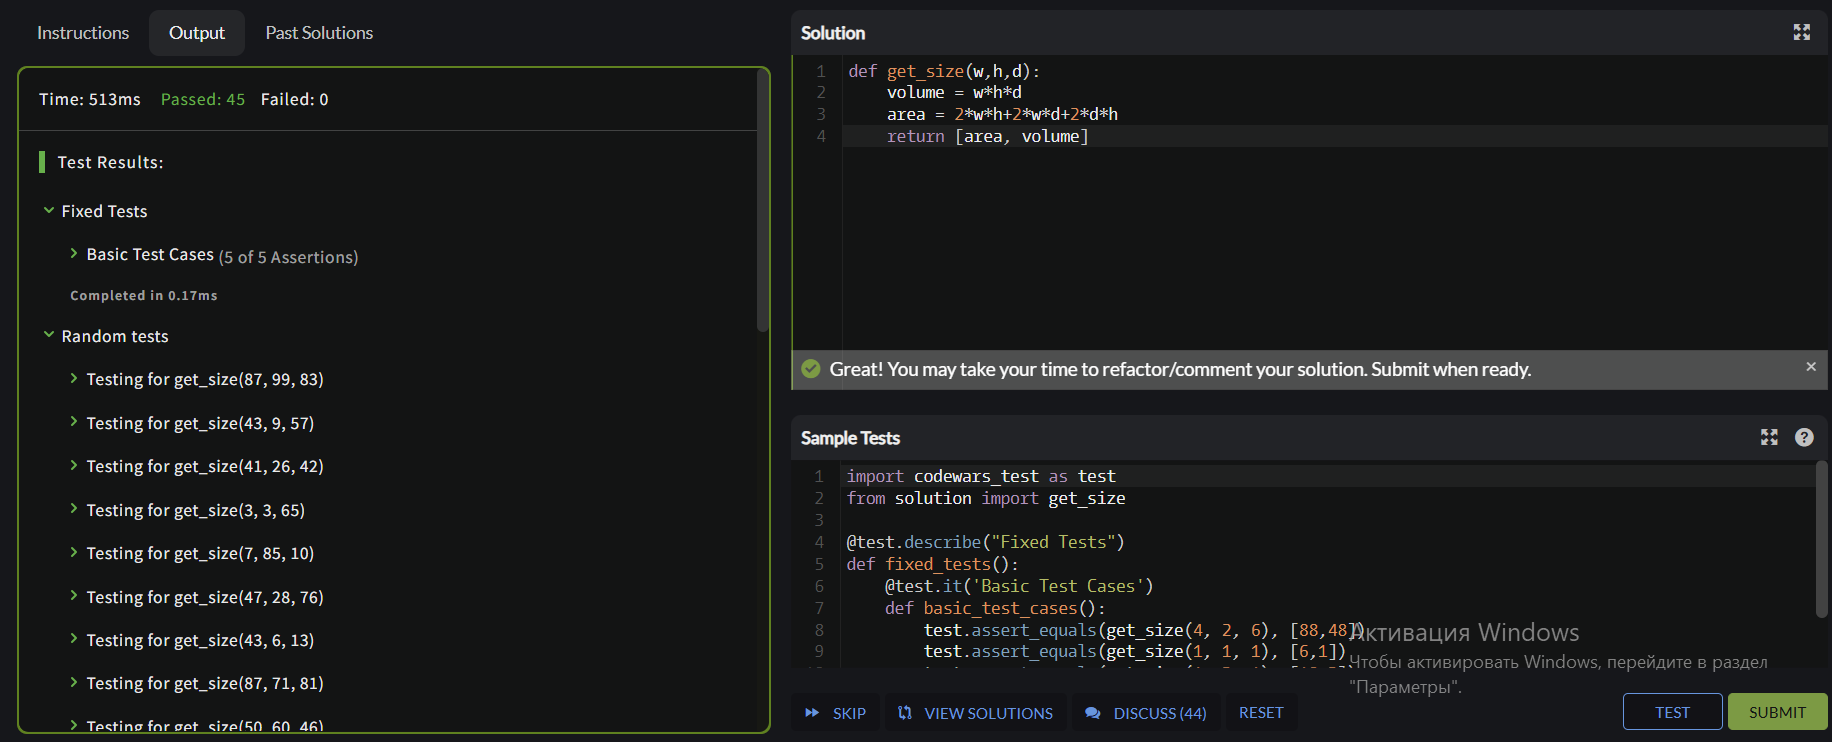 Instructions
Output
Past Solutions
Time: 513ms Passed: 45 Failed: 0
Test Results:
Fixed Tests
Basic Test Cases (5 of 5 Assertions)
Completed in 0.17ms
Random tests
Testing for get_size(87, 99, 83)
Testing for get_size(43, 9, 57)
Testing for get_size(41, 26, 42)
Testing for get_size(3, 3, 65)
Testing for get_size(7, 85, 10)
Testing for get_size(47, 28, 76)
Testing for get_size(43, 6, 13)
Testing for get_size(87, 71, 81)
Testing for get_size(50, 60, 46)
Solution
1 def get_size(w,h,d):
2     volume = w*h*d
3     area = 2*w*h+2*w*d+2*d*h
4     return [area, volume]
Great! You may take your time to refactor/comment your solution. Submit when ready.
Sample Tests
1 import codewars_test as test
2 from solution import get_size
3
4 @test.describe("Fixed Tests")
5 def fixed_tests():
6     @test.it('Basic Test Cases')
7     def basic_test_cases():
8         test.assert_equals(get_size(4, 2, 6), [88,48])
9         test.assert_equals(get_size(1, 1, 1), [6,1])
Активация Windows
Чтобы активировать Windows, перейдите в раздел
"Параметры".
SKIP
VIEW SOLUTIONS
DISCUSS (44)
RESET
TEST
SUBMIT